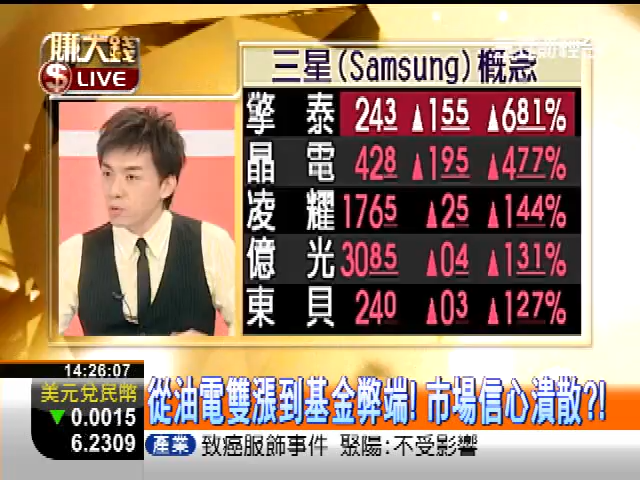 賺大錢
$ LIVE
三星(Samsung)概念
擎泰 243 ▲155 ▲681%
晶電 428 ▲195 ▲477%
凌耀 1765 ▲25 ▲144%
億光 3085 ▲04 ▲131%
東貝 240 ▲03 ▲127%
14:26:07
美元兌民幣
▼0.0015
6.2309
從油電雙漲到基金弊端! 市場信心潰散?!
產業 致癌服飾事件 聚陽:不受影響